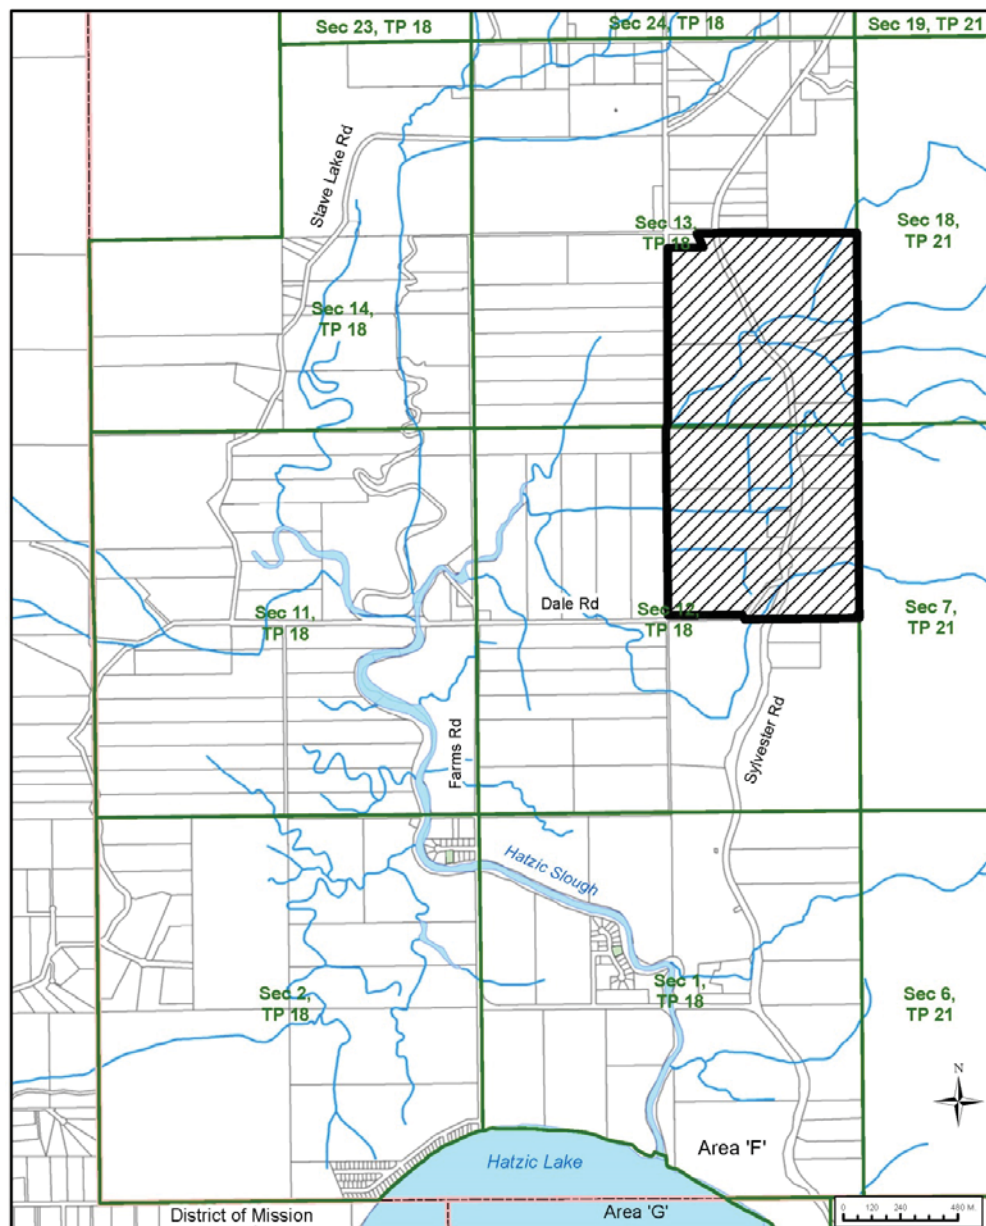 Sec 23, TP 18
Sec 24, TP 18
Sec 19, TP 21
Stave Lake Rd
Sec 13,
TP 18
Sec 18,
TP 21
Sec 14,
TP 18
Dale Rd
Sec 11,
TP 18
Sec 12,
TP 18
Sec 7,
TP 21
Farms Rd
Sylvester Rd
Hatzic Slough
Sec 2,
TP 18
Sec 1,
TP 18
Sec 6,
TP 21
N
Area 'F'
Hatzic Lake
District of Mission
Area 'G'
0 120 240 480 M.